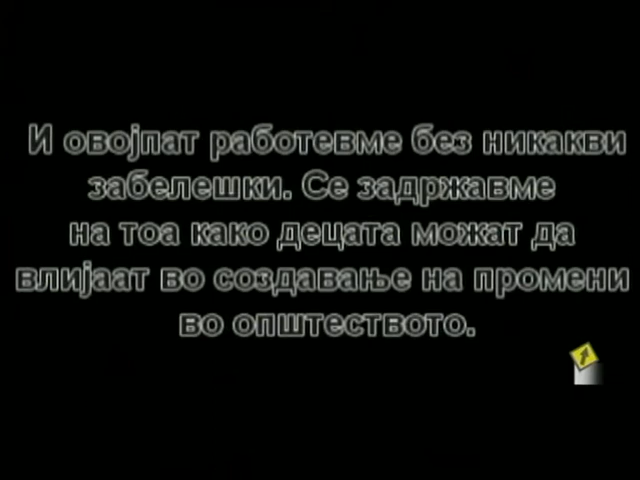 И овојпат работевме без никакви
забелешки. Се задржавме
на тоа како децата можат да
влијаат во создавање на промени
во општеството.